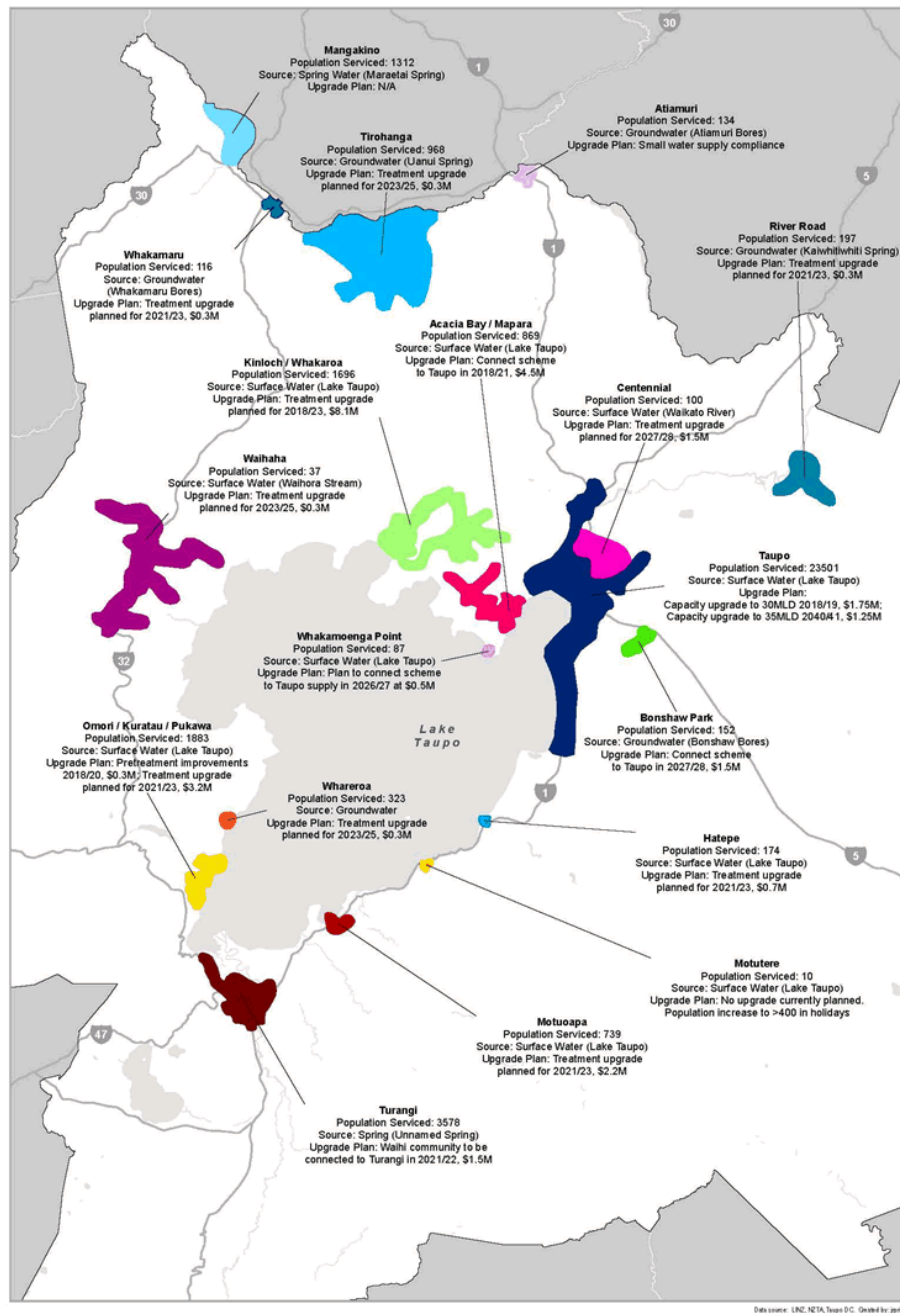 30
1
Mangakino
Population Serviced: 1312
Source: Spring Water (Maraetai Spring)
Upgrade Plan: N/A
Atiamuri
Population Serviced: 134
Source: Groundwater (Atiamuri Bores)
Upgrade Plan: Small water supply compliance
Tirohanga
Population Serviced: 968
Source: Groundwater (Uanui Spring)
Upgrade Plan: Treatment upgrade
planned for 2023/25, $0.3M
5
30
River Road
Population Serviced: 197
Source: Groundwater (Kaiwhitiwhiti Spring)
Upgrade Plan: Treatment upgrade
planned for 2021/23, $0.3M
1
Whakamaru
Population Serviced: 116
Source: Groundwater
(Whakamaru Bores)
Upgrade Plan: Treatment upgrade
planned for 2021/23, $0.3M
Acacia Bay / Mapara
Population Serviced: 869
Source: Surface Water (Lake Taupo)
Upgrade Plan: Connect scheme
to Taupo in 2018/21, $4.5M
Kinloch / Whakaroa
Population Serviced: 1696
Source: Surface Water (Lake Taupo)
Upgrade Plan: Treatment upgrade
planned for 2018/23, $8.1M
Centennial
Population Serviced: 100
Source: Surface Water (Waikato River)
Upgrade Plan: Treatment upgrade
planned for 2027/28, $1.5M
Waihaha
Population Serviced: 37
Source: Surface Water (Waihora Stream)
Upgrade Plan: Treatment upgrade
planned for 2023/25, $0.3M
Taupo
Population Serviced: 23501
Source: Surface Water (Lake Taupo)
Upgrade Plan:
Capacity upgrade to 30MLD 2018/19, $1.75M;
Capacity upgrade to 35MLD 2040/41, $1.25M
Whakamoenga Point
Population Serviced: 87
Source: Surface Water (Lake Taupo)
Upgrade Plan: Plan to connect scheme
to Taupo supply in 2026/27 at $0.5M
32
Lake
Taupo
Bonshaw Park
Population Serviced: 152
Source: Groundwater (Bonshaw Bores)
Upgrade Plan: Connect scheme
to Taupo in 2027/28, $1.5M
Omori / Kuratau / Pukawa
Population Serviced: 1883
Source: Surface Water (Lake Taupo)
Upgrade Plan: Pretreatment improvements
2018/20, $0.3M; Treatment upgrade
planned for 2021/23, $3.2M
Whareroa
Population Serviced: 323
Source: Groundwater
Upgrade Plan: Treatment upgrade
planned for 2023/25, $0.3M
1
5
Hatepe
Population Serviced: 174
Source: Surface Water (Lake Taupo)
Upgrade Plan: Treatment upgrade
planned for 2021/23, $0.7M
Motutere
Population Serviced: 10
Source: Surface Water (Lake Taupo)
Upgrade Plan: No upgrade currently planned.
Population increase to >400 in holidays
47
Motuoapa
Population Serviced: 739
Source: Surface Water (Lake Taupo)
Upgrade Plan: Treatment upgrade
planned for 2021/23, $2.2M
Turangi
Population Serviced: 3578
Source: Spring (Unnamed Spring)
Upgrade Plan: Waihi community to be
connected to Turangi in 2021/22, $1.5M
Data source: LINZ, NZTA, Taupo DC. Created by: